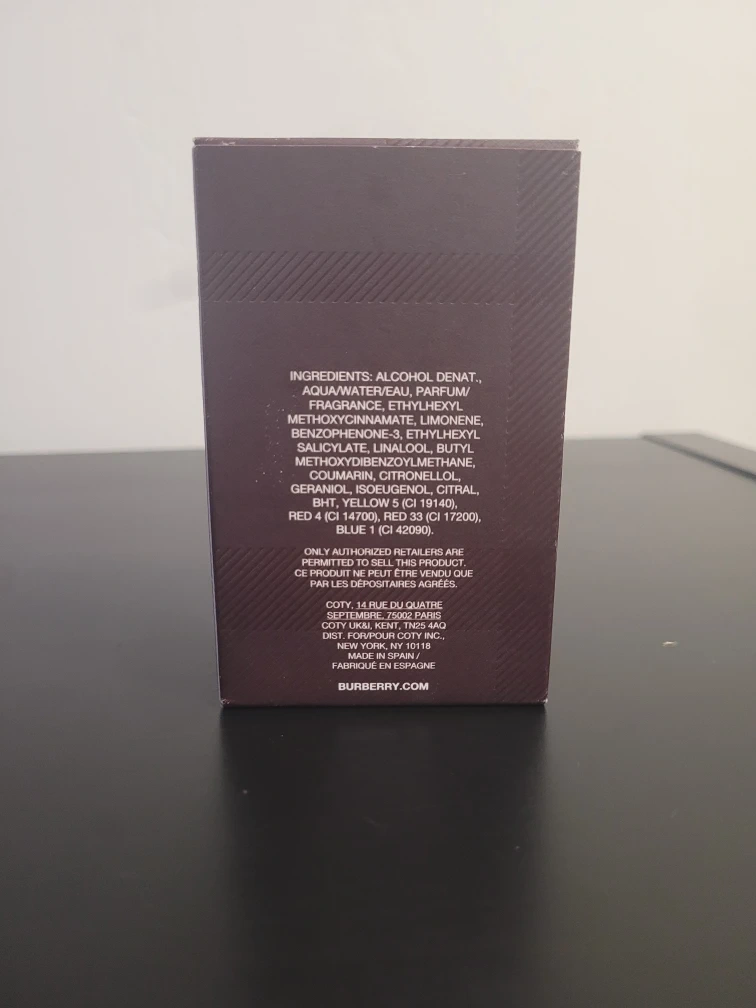 INGREDIENTS: ALCOHOL DENAT.,
AQUA/WATER/EAU, PARFUM/
FRAGRANCE, ETHYLHEXYL
METHOXYCINNAMATE, LIMONENE,
BENZOPHENONE-3, ETHYLHEXYL
SALICYLATE, LINALOOL, BUTYL
METHOXYDIBENZOYLMETHANE,
COUMARIN, CITRONELLOL,
GERANIOL, ISOEUGENOL, CITRAL,
BHT, YELLOW 5 (CI 19140),
RED 4 (CI 14700), RED 33 (CI 17200),
BLUE 1 (CI 42090).
ONLY AUTHORIZED RETAILERS ARE
PERMITTED TO SELL THIS PRODUCT.
CE PRODUIT NE PEUT ÊTRE VENDU QUE
PAR LES DÉPOSITAIRES AGRÉÉS.
COTY, 14 RUE DU QUATRE
SEPTEMBRE, 75002 PARIS
COTY UK&I, KENT, TN25 4AQ
DIST. FOR/POUR COTY INC.,
NEW YORK, NY 10118
MADE IN SPAIN /
FABRIQUÉ EN ESPAGNE
BURBERRY.COM